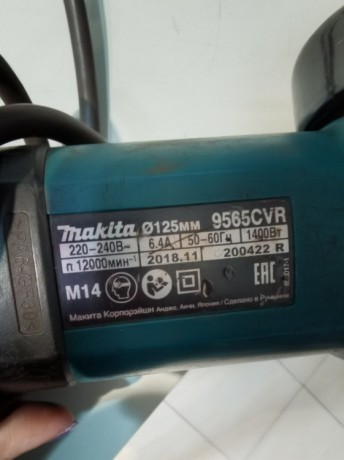 makita Ø125мм 9565CVR
220-240В~ 6.4А 50-60Гц 1400Вт
n 12000мин⁻¹ 2018.11 200422 R
M14 EAC
Макита Корпорэйшн Анджо, Аичи, Япония / Сделано в Румынии